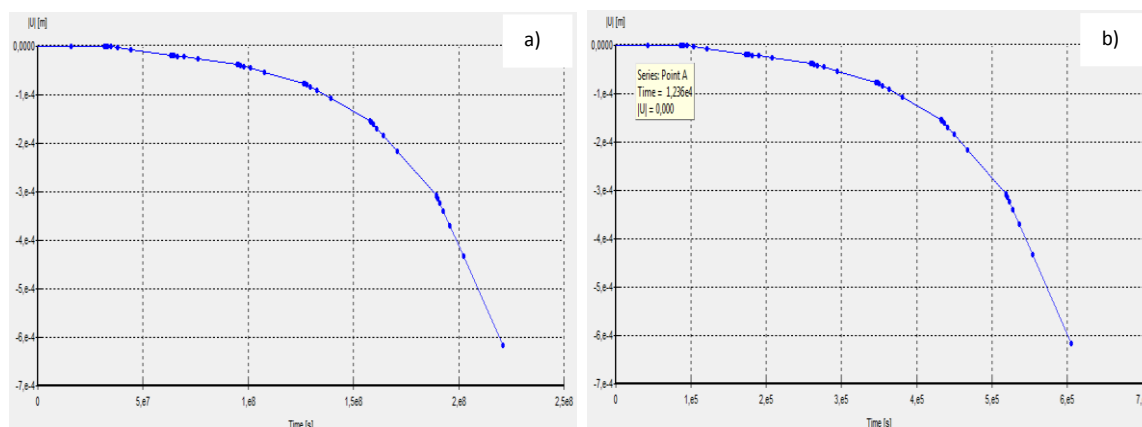 |U| [m]
a)
0,0000
-1,e-4
-2,e-4
-3,e-4
-4,e-4
-5,e-4
-6,e-4
-7,e-4
0
5,e7
1,e8
1,5e8
2,e8
2,5e8
Time [s]
|U| [m]
b)
0,0000
Series: Point A
Time = 1,236e4
|U| = 0,000
-1,e-4
-2,e-4
-3,e-4
-4,e-4
-5,e-4
-6,e-4
-7,e-4
0
1,e5
2,e5
3,e5
4,e5
5,e5
6,e5
7,
Time [s]